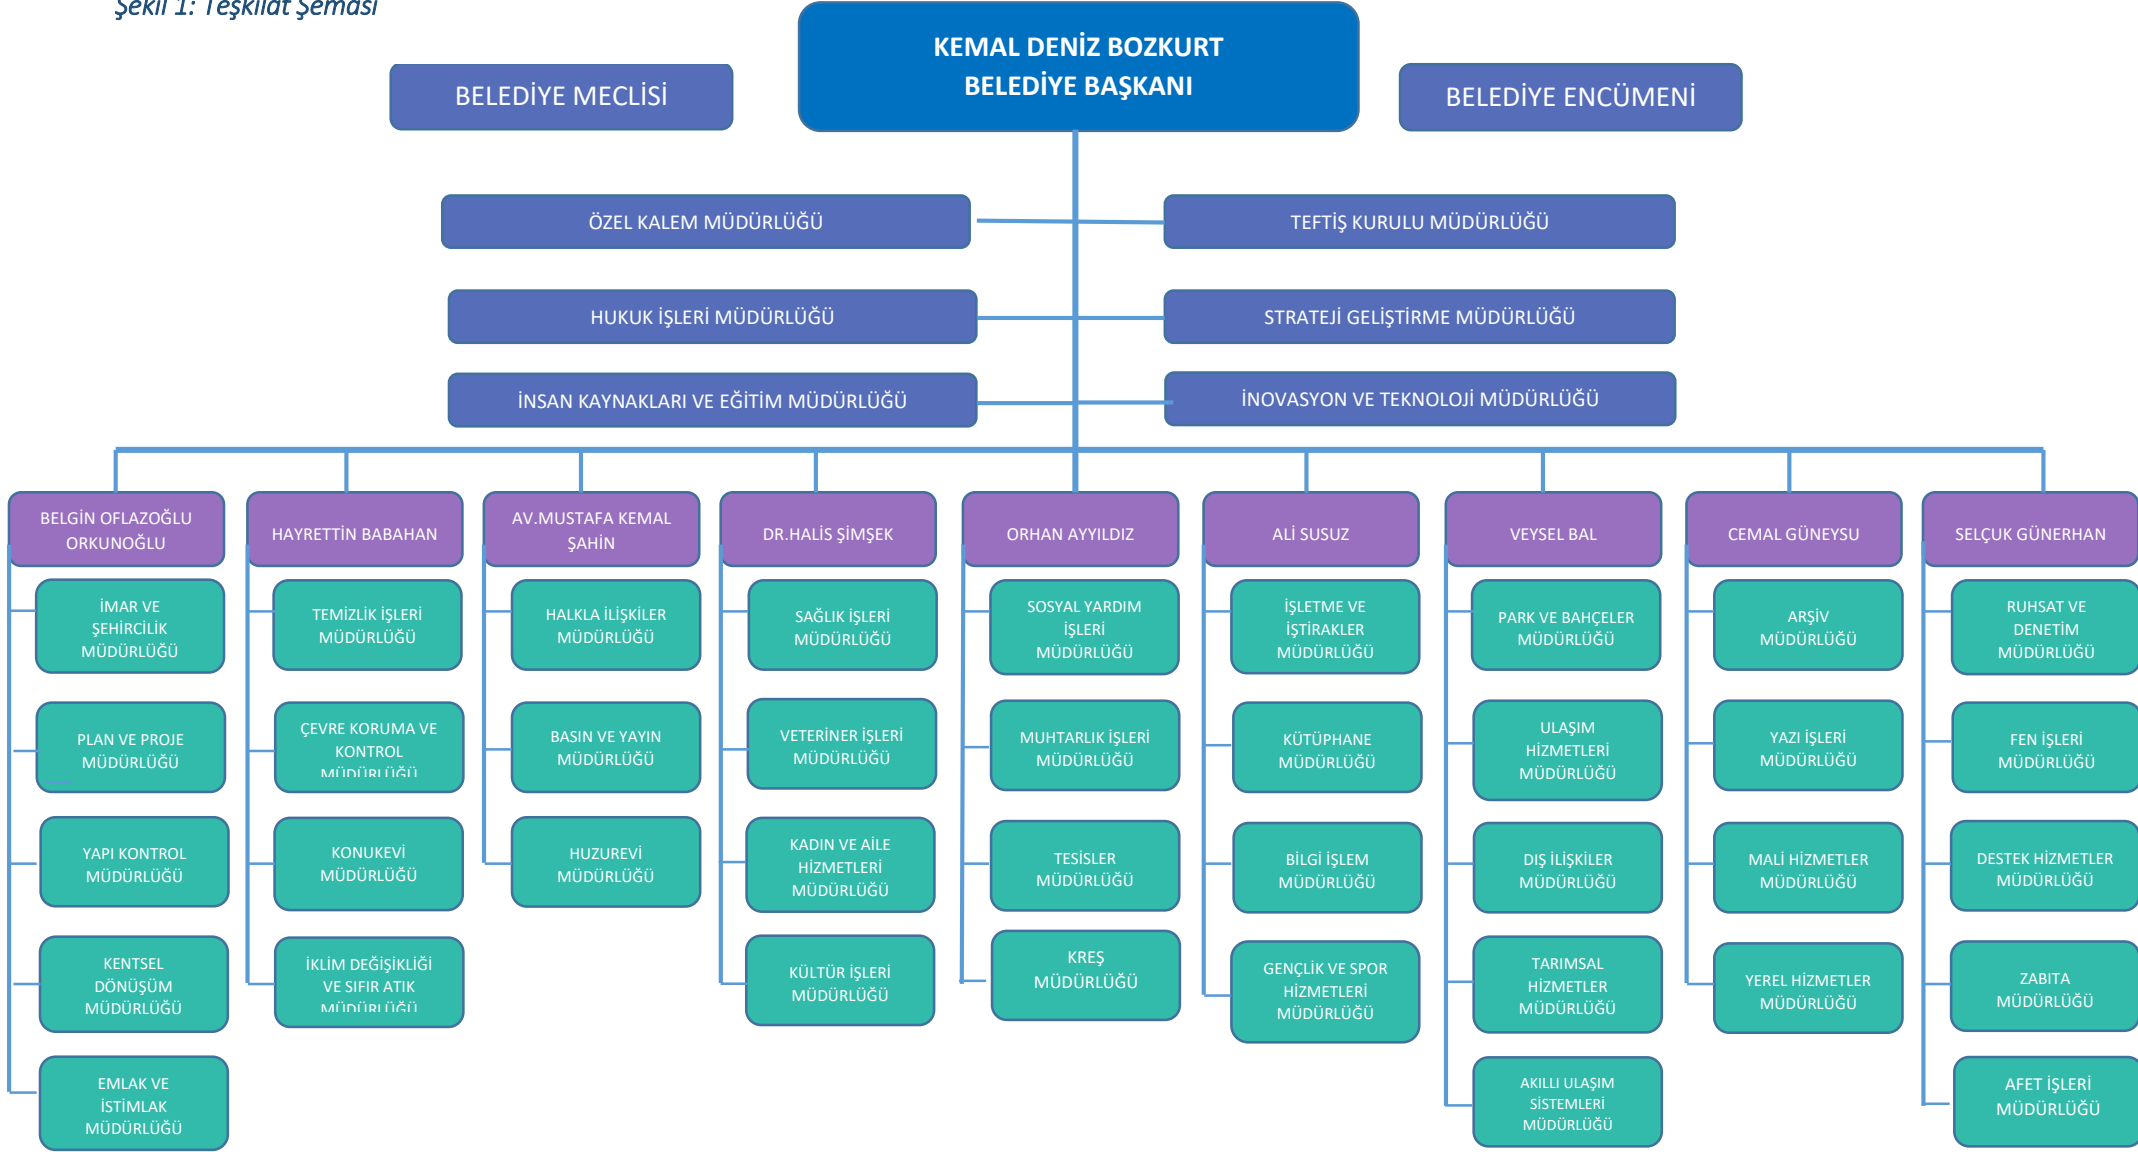 Şekil 1: Teşkilat Şeması
KEMAL DENİZ BOZKURT
BELEDİYE BAŞKANI
BELEDİYE MECLİSİ
BELEDİYE ENCÜMENİ
ÖZEL KALEM MÜDÜRLÜĞÜ
TEFTİŞ KURULU MÜDÜRLÜĞÜ
HUKUK İŞLERİ MÜDÜRLÜĞÜ
STRATEJİ GELİŞTİRME MÜDÜRLÜĞÜ
İNSAN KAYNAKLARI VE EĞİTİM MÜDÜRLÜĞÜ
İNOVASYON VE TEKNOLOJİ MÜDÜRLÜĞÜ
BELGİN OFLAZOĞLU
ORKUNOĞLU
İMAR VE
ŞEHİRCİLİK
MÜDÜRLÜĞÜ
PLAN VE PROJE
MÜDÜRLÜĞÜ
YAPI KONTROL
MÜDÜRLÜĞÜ
KENTSEL
DÖNÜŞÜM
MÜDÜRLÜĞÜ
EMLAK VE
İSTİMLAK
MÜDÜRLÜĞÜ
HAYRETTİN BABAHAN
TEMİZLİK İŞLERİ
MÜDÜRLÜĞÜ
ÇEVRE KORUMA VE
KONTROL
MÜDÜRLÜĞÜ
KONUKEVİ
MÜDÜRLÜĞÜ
İKLİM DEĞİŞİKLİĞİ
VE SIFIR ATIK
MÜDÜRLÜĞÜ
AV.MUSTAFA KEMAL
ŞAHİN
HALKLA İLİŞKİLER
MÜDÜRLÜĞÜ
BASIN VE YAYIN
MÜDÜRLÜĞÜ
HUZUREVİ
MÜDÜRLÜĞÜ
DR.HALİS ŞİMŞEK
SAĞLIK İŞLERİ
MÜDÜRLÜĞÜ
VETERİNER İŞLERİ
MÜDÜRLÜĞÜ
KADIN VE AİLE
HİZMETLERİ
MÜDÜRLÜĞÜ
KÜLTÜR İŞLERİ
MÜDÜRLÜĞÜ
ORHAN AYYILDIZ
SOSYAL YARDIM
İŞLERİ
MÜDÜRLÜĞÜ
MUHTARLIK İŞLERİ
MÜDÜRLÜĞÜ
TESİSLER
MÜDÜRLÜĞÜ
KREŞ
MÜDÜRLÜĞÜ
ALİ SUSUZ
İŞLETME VE
İŞTİRAKLER
MÜDÜRLÜĞÜ
KÜTÜPHANE
MÜDÜRLÜĞÜ
BİLGİ İŞLEM
MÜDÜRLÜĞÜ
GENÇLİK VE SPOR
HİZMETLERİ
MÜDÜRLÜĞÜ
VEYSEL BAL
PARK VE BAHÇELER
MÜDÜRLÜĞÜ
ULAŞIM
HİZMETLERİ
MÜDÜRLÜĞÜ
DIŞ İLİŞKİLER
MÜDÜRLÜĞÜ
TARIMSAL
HİZMETLER
MÜDÜRLÜĞÜ
AKILLI ULAŞIM
SİSTEMLERİ
MÜDÜRLÜĞÜ
CEMAL GÜNEYSU
ARŞİV
MÜDÜRLÜĞÜ
YAZI İŞLERİ
MÜDÜRLÜĞÜ
MALİ HİZMETLER
MÜDÜRLÜĞÜ
YEREL HİZMETLER
MÜDÜRLÜĞÜ
SELÇUK GÜNERHAN
RUHSAT VE
DENETİM
MÜDÜRLÜĞÜ
FEN İŞLERİ
MÜDÜRLÜĞÜ
DESTEK HİZMETLER
MÜDÜRLÜĞÜ
ZABITA
MÜDÜRLÜĞÜ
AFET İŞLERİ
MÜDÜRLÜĞÜ